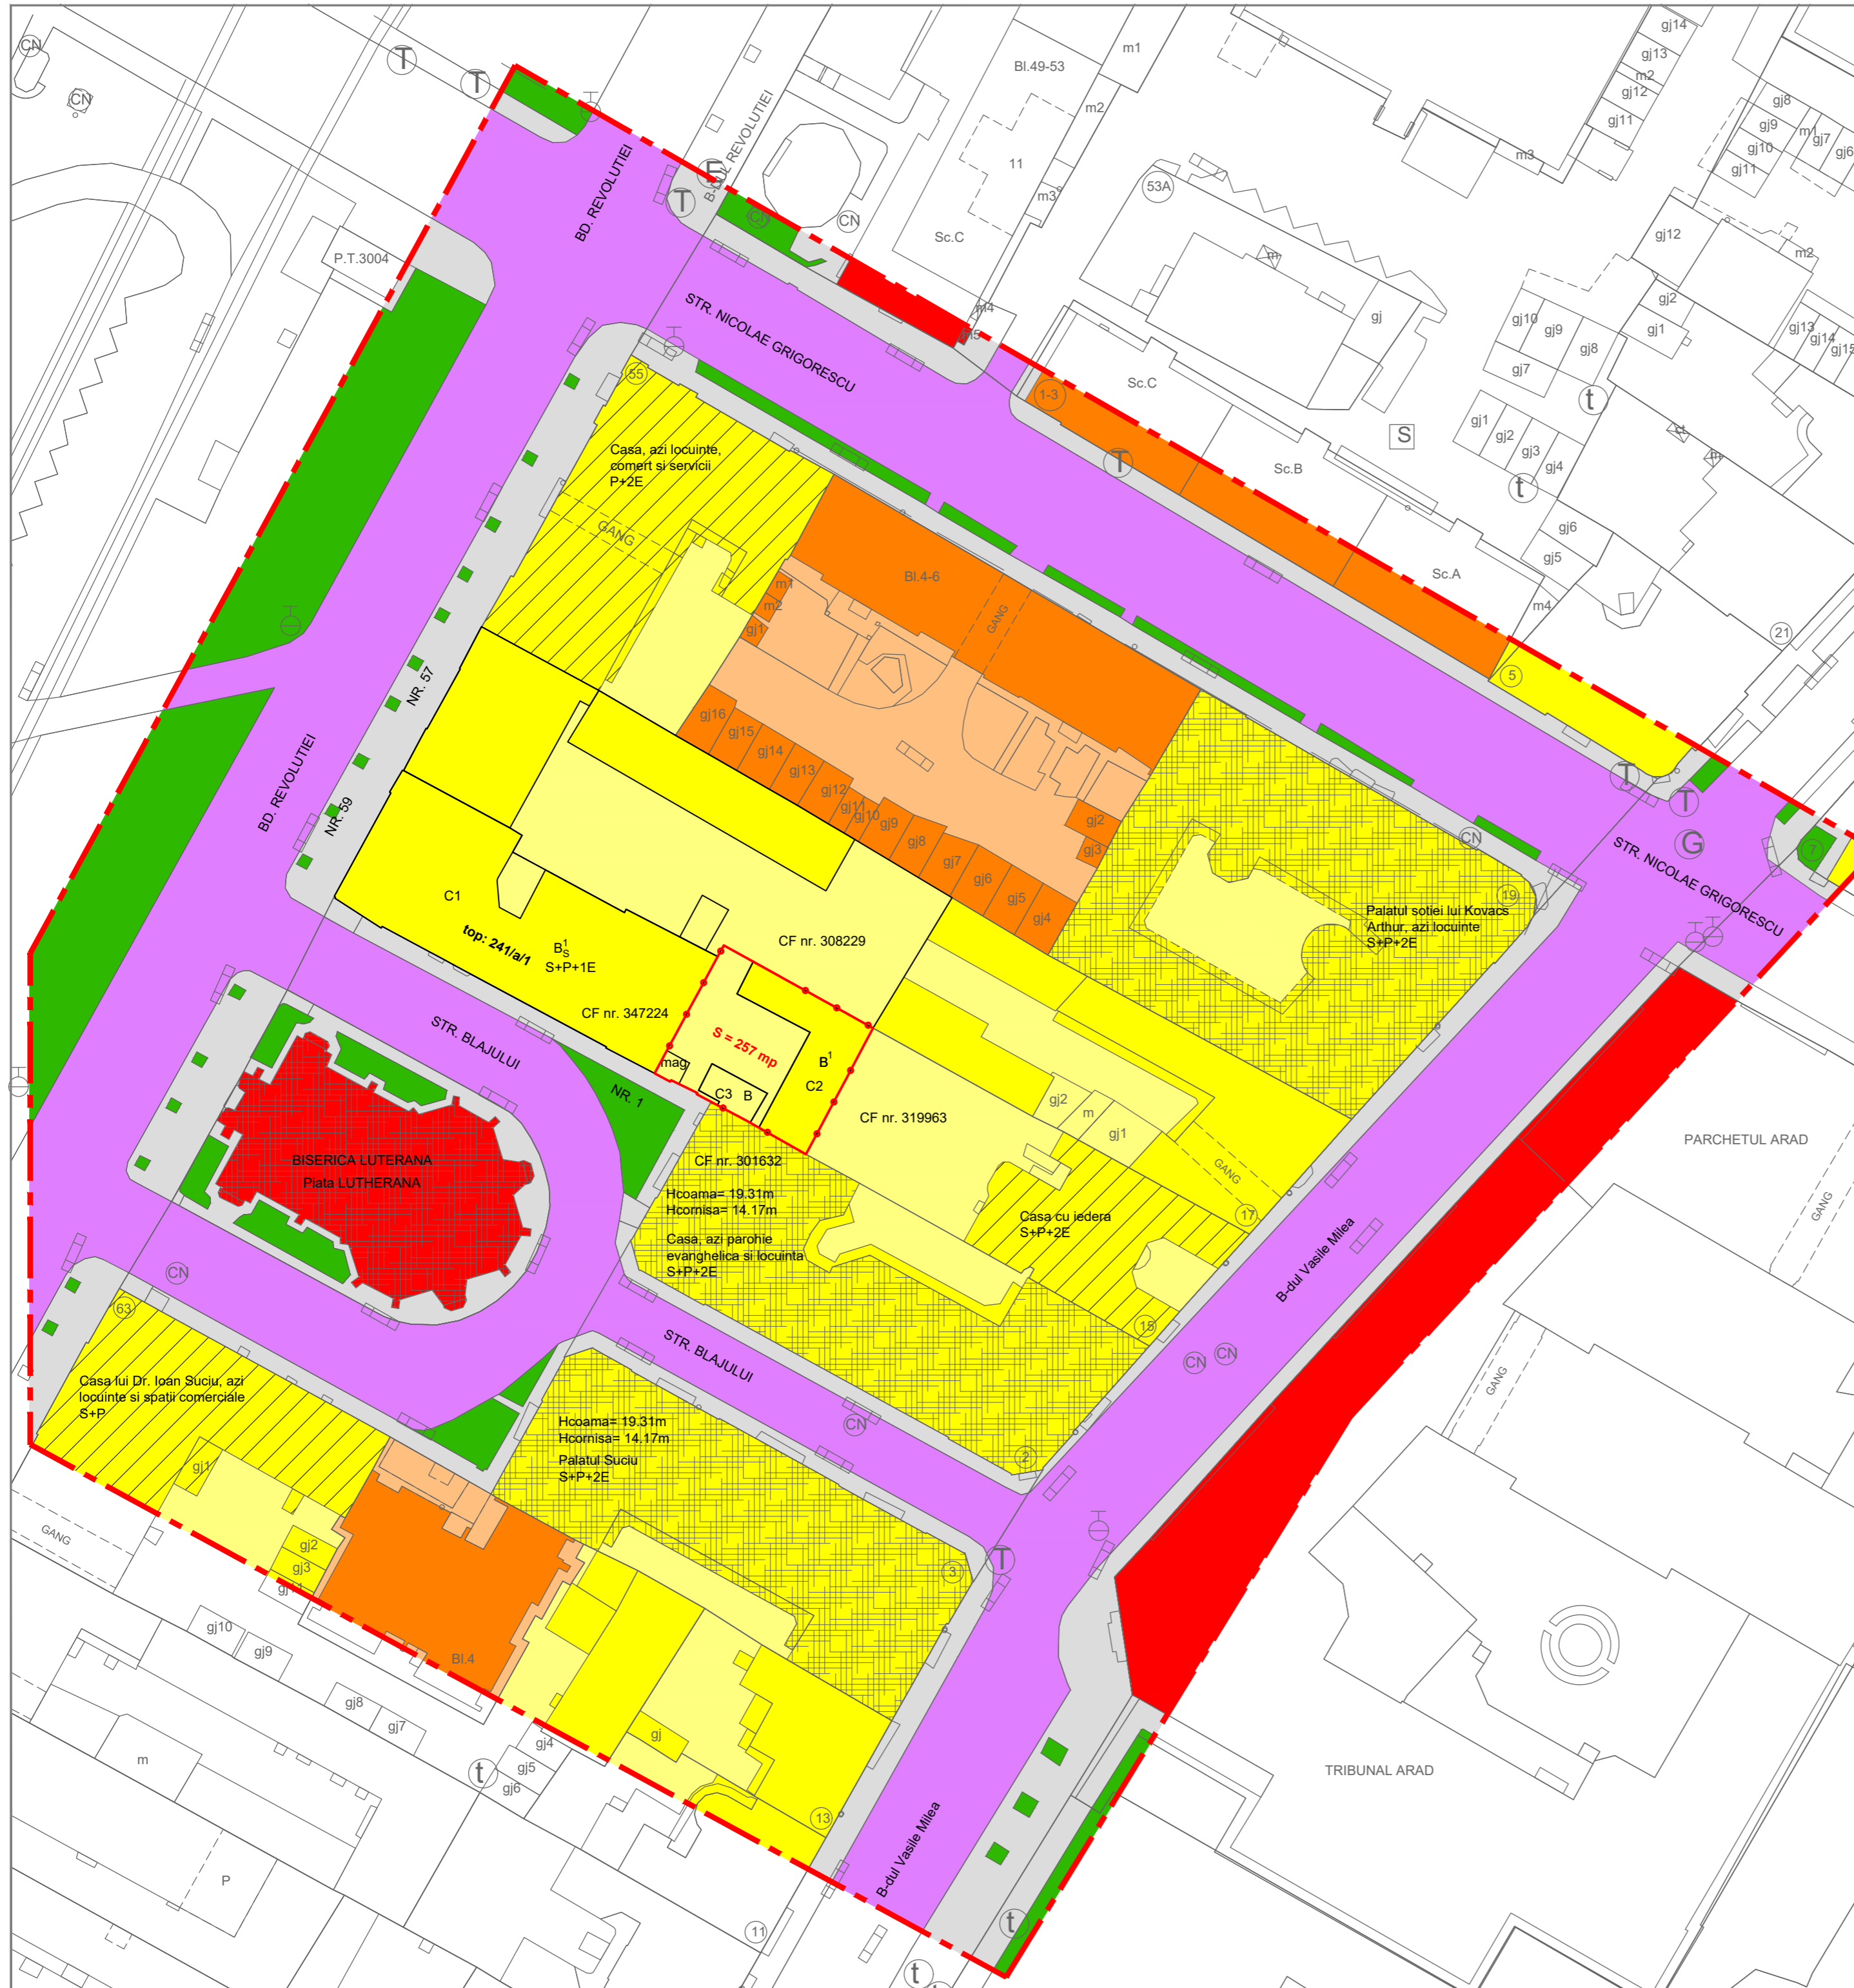 CN
T
T
CN
BD. REVOLUTIEI
B-DUL REVOLUTIEI
T
CN
CN
Bl.49-53
m1
m2
11
m3
Sc.C
m4
53A
m
gj
gj14
gj13
m2
gj12
gj11
m3
gj8
gj9
m1
gj7
gj10
gj6
gj11
gj12
m2
gj2
gj1
gj10
gj9
gj8
gj7
gj13
gj14
gj15
P.T.3004
STR. NICOLAE GRIGORESCU
55
1-3
Sc.C
T
Sc.B
S
t
gj1
gj2
gj3
gj4
ct
t
gj6
gj5
Sc.A
m4
21
5
Casa, azi locuinte,
comert si servicii
P+2E
GANG
Bl.4-6
GANG
m1
m2
gj1
NR. 57
gj16
gj15
gj14
gj13
gj12
gj11
gj10
gj9
gj8
gj7
gj6
gj5
gj4
gj2
gj3
BD. REVOLUTIEI
NR. 59
T
T
G
CN
7
STR. NICOLAE GRIGORESCU
19
Palatul sotiei lui Kovacs
Arthur, azi locuinte
S+P+2E
C1
top: 241/a/1
B 1 S
S+P+1E
CF nr. 308229
CF nr. 347224
S = 257 mp
B1
C2
mag
C3
B
STR. BLAJULUI
NR. 1
CF nr. 319963
gj2
m
gj1
GANG
17
PARCHETUL ARAD
GANG
BISERICA LUTERANA
Piata LUTHERANA
CF nr. 301632
Hcoama= 19.31m
Hcornisa= 14.17m
Casa, azi parohie
evanghelica si locuinta
S+P+2E
Casa cu iedera
S+P+2E
15
B-dul Vasile Milea
CN
63
CN
CN
STR. BLAJULUI
GANG
Casa lui Dr. Ioan Suciu, azi
locuinte si spatii comerciale
S+P
Hcoama= 19.31m
Hcornisa= 14.17m
Palatul Suciu
S+P+2E
CN
2
gj1
GANG
gj2
gj3
gj11
T
3
gj10
gj9
Bl.4
gj8
gj7
gj
gj4
gj5
gj6
t
m
13
TRIBUNAL ARAD
P
B-dul Vasile Milea
11
t
t